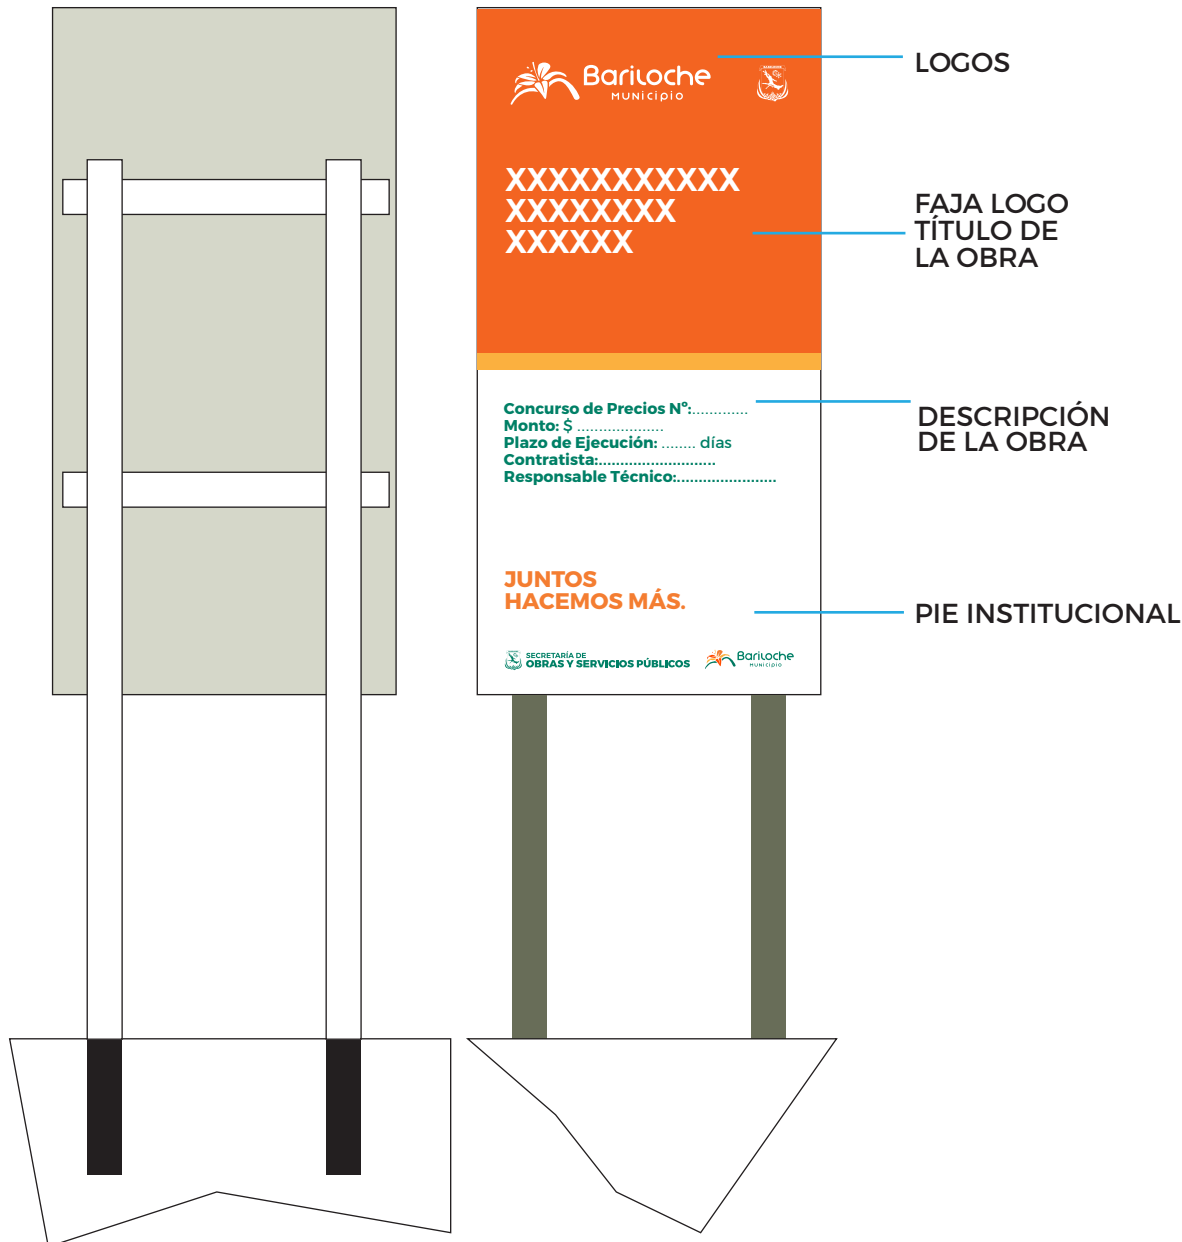 Bariloche
MUNICIPIO
BARILOCHE
LOGOS
XXXXXXXXXXX
XXXXXXXX
XXXXXX
FAJA LOGO
TÍTULO DE
LA OBRA
Concurso de Precios Nº:.............
Monto: $ ....................
Plazo de Ejecución: ........ días
Contratista:...........................
Responsable Técnico:.......................
DESCRIPCIÓN
DE LA OBRA
JUNTOS
HACEMOS MÁS.
PIE INSTITUCIONAL
SECRETARÍA DE
OBRAS Y SERVICIOS PÚBLICOS
Bariloche
MUNICIPIO